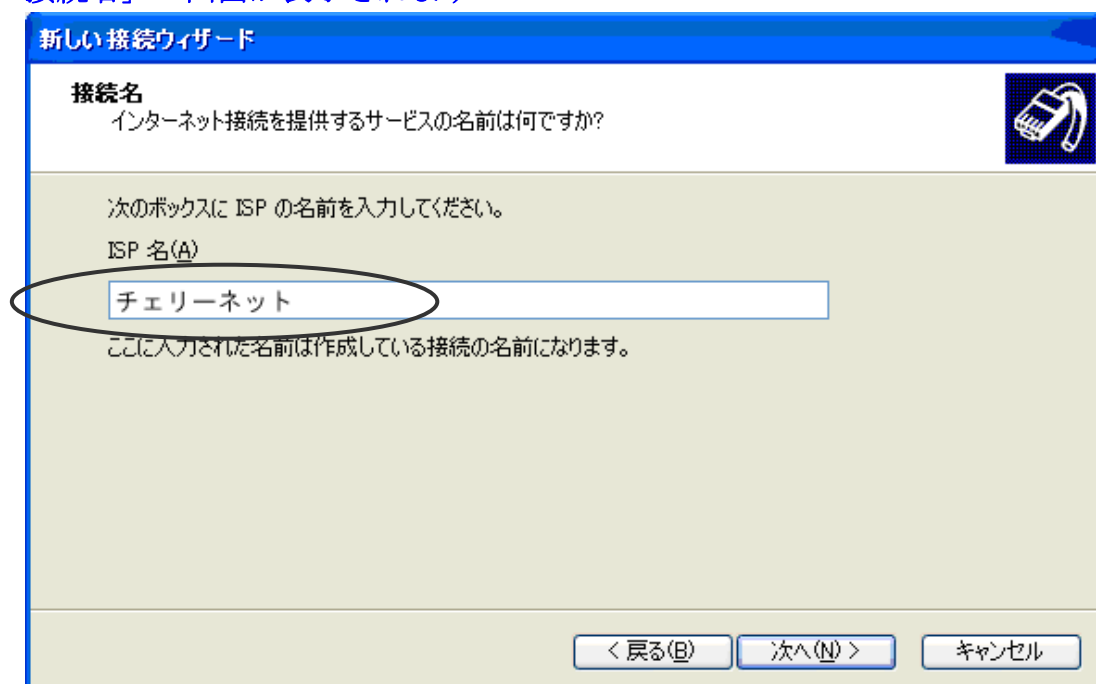 新しい接続ウィザード
接続名
インターネット接続を提供するサービスの名前は何ですか?
次のボックスに ISP の名前を入力してください。
ISP 名(A)
チェリーネット
ここに入力された名前は作成している接続の名前になります。
< 戻る(B) 次へ(N) > キャンセル